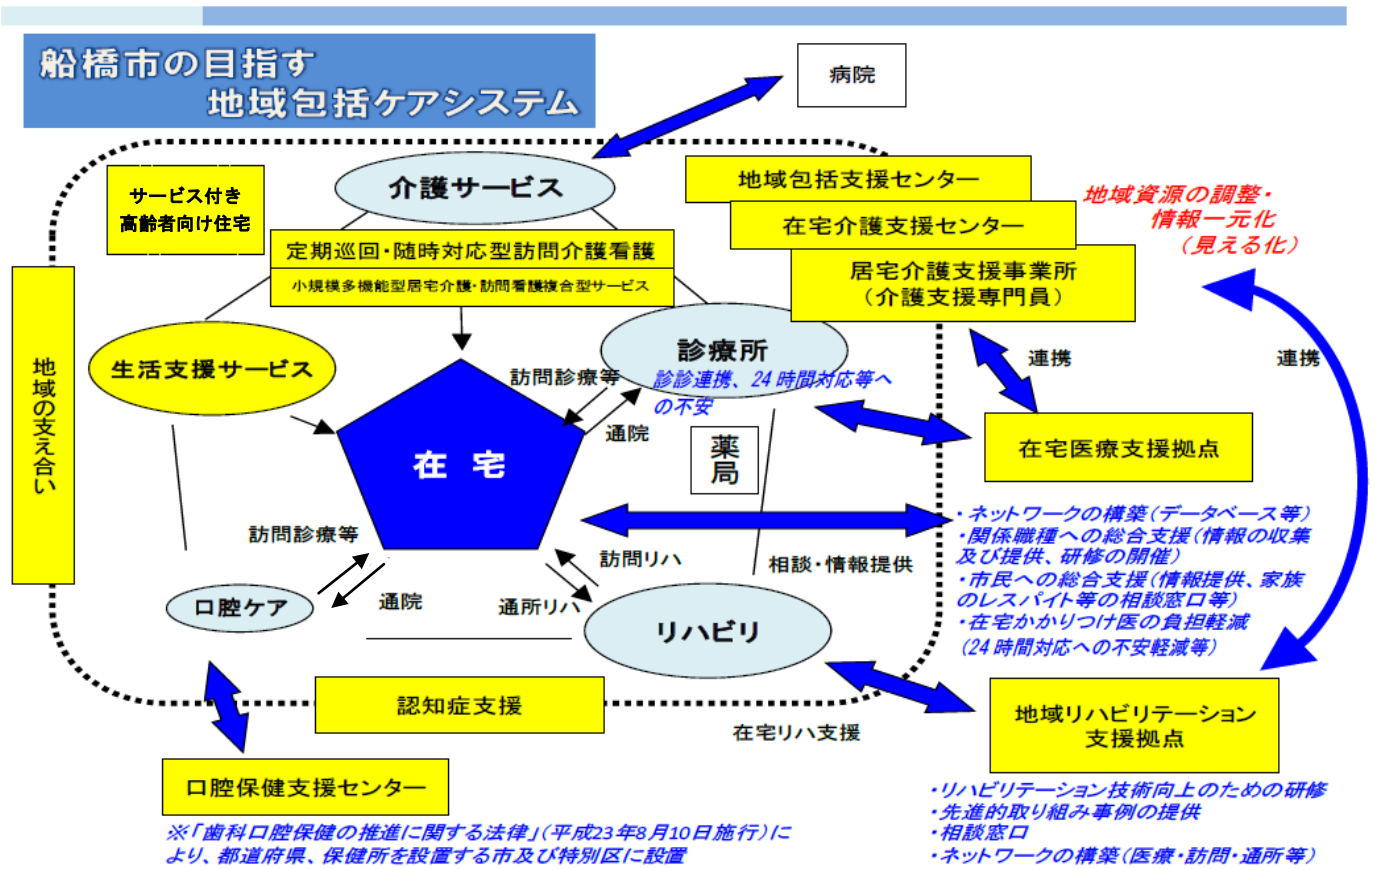 船橋市の目指す
地域包括ケアシステム
病院
サービス付き
高齢者向け住宅
介護サービス
地域包括支援センター
在宅介護支援センター
居宅介護支援事業所
（介護支援専門員）
地域資源の調整・
情報一元化
（見える化）
定期巡回・随時対応型訪問介護看護
小規模多機能型居宅介護・訪問看護複合型サービス
地域の支え合い
生活支援サービス
診療所
診診連携、24時間対応等へ
の不安
訪問診療等
通院
連携
連携
薬局
在宅医療支援拠点
在　宅
・ネットワークの構築（データベース等）
・関係職種への総合支援（情報の収集
及び提供、研修の開催）
・市民への総合支援（情報提供、家族
のレスパイト等の相談窓口等）
・在宅かかりつけ医の負担軽減
（24時間対応への不安軽減等）
訪問診療等
通院
訪問リハ
通所リハ
相談・情報提供
口腔ケア
リハビリ
認知症支援
在宅リハ支援
地域リハビリテーション
支援拠点
口腔保健支援センター
・リハビリテーション技術向上のための研修
・先進的取り組み事例の提供
・相談窓口
・ネットワークの構築（医療・訪問・通所等）
※「歯科口腔保健の推進に関する法律」（平成23年8月10日施行）に
より、都道府県、保健所を設置する市及び特別区に設置